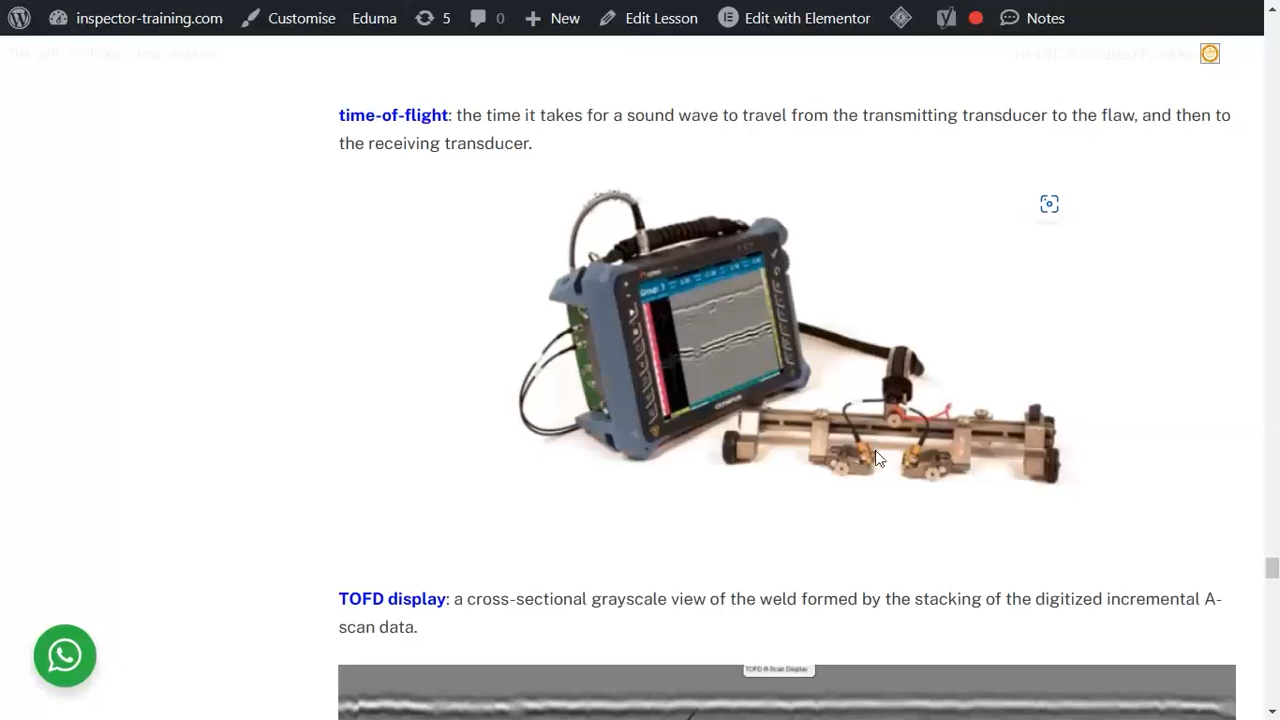 inspector-training.com Customise Eduma 5 0 New Edit Lesson Edit with Elementor Notes
time-of-flight: the time it takes for a sound wave to travel from the transmitting transducer to the flaw, and then to
the receiving transducer.
Group 1
OLYMPUS
TOFD display: a cross-sectional grayscale view of the weld formed by the stacking of the digitized incremental A-
scan data.
TOFD B-Scan Display